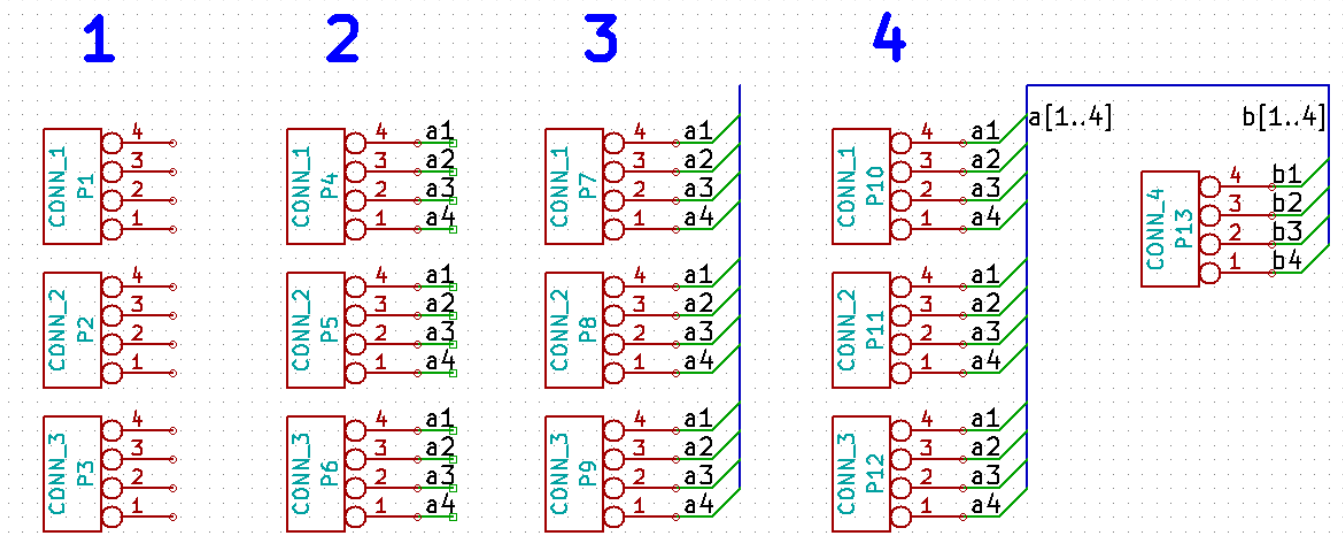 1 2 3 4
CONN_1
P1
4
3
2
1
CONN_2
P2
4
3
2
1
CONN_3
P3
4
3
2
1
CONN_1
P4
4 a1
3 a2
2 a3
1 a4
CONN_2
P5
4 a1
3 a2
2 a3
1 a4
CONN_3
P6
4 a1
3 a2
2 a3
1 a4
CONN_1
P7
4 a1
3 a2
2 a3
1 a4
CONN_2
P8
4 a1
3 a2
2 a3
1 a4
CONN_3
P9
4 a1
3 a2
2 a3
1 a4
CONN_1
P10
4 a1
3 a2
2 a3
1 a4
CONN_2
P11
4 a1
3 a2
2 a3
1 a4
CONN_3
P12
4 a1
3 a2
2 a3
1 a4
a[1..4] b[1..4]
CONN_4
P13
4 b1
3 b2
2 b3
1 b4